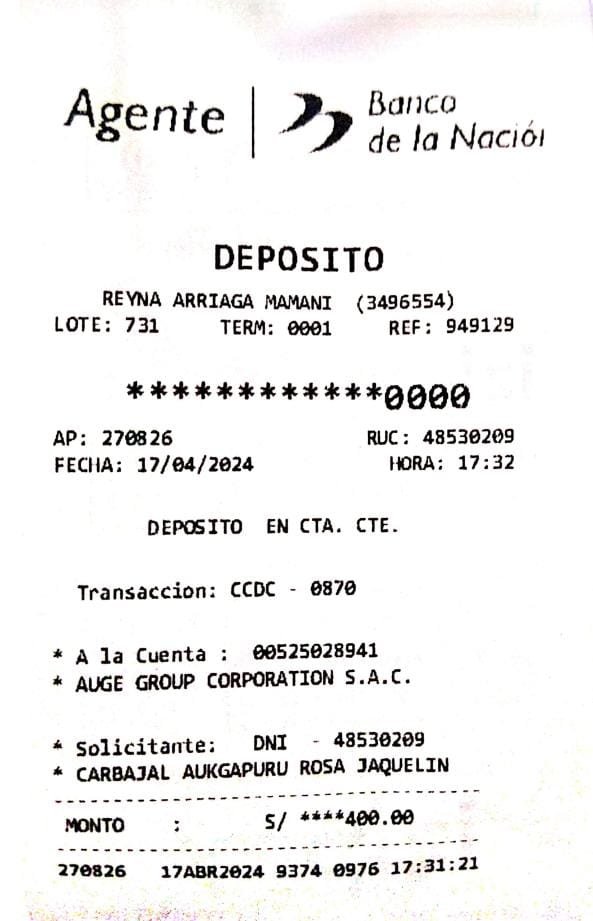 Agente | Banco
de la Nación
DEPOSITO
REYNA ARRIAGA MAMANI (3496554)
LOTE: 731 TERM: 0001 REF: 949129
************0000
AP: 270826 RUC: 48530209
FECHA: 17/04/2024 HORA: 17:32
DEPOSITO EN CTA. CTE.
Transaccion: CCDC - 0870
* A la Cuenta : 00525028941
* AUGE GROUP CORPORATION S.A.C.
* Solicitante: DNI - 48530209
* CARBAJAL AUKGAPURU ROSA JAQUELIN
MONTO : S/ ****400.00
270826 17ABR2024 9374 0976 17:31:21